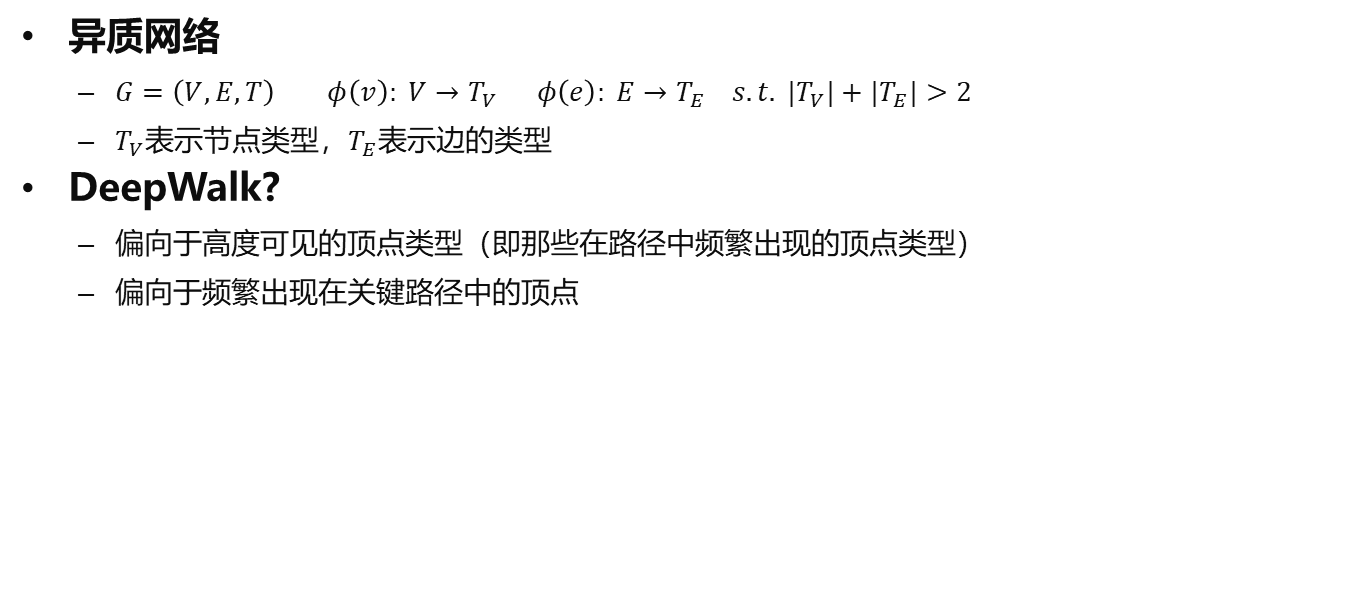 • 异质网络
– G = (V, E, T)  ϕ(v): V → T_V  ϕ(e): E → T_E  s.t. |T_V| + |T_E| > 2
– T_V表示节点类型，T_E表示边的类型
• DeepWalk?
– 偏向于高度可见的顶点类型（即那些在路径中频繁出现的顶点类型）
– 偏向于频繁出现在关键路径中的顶点